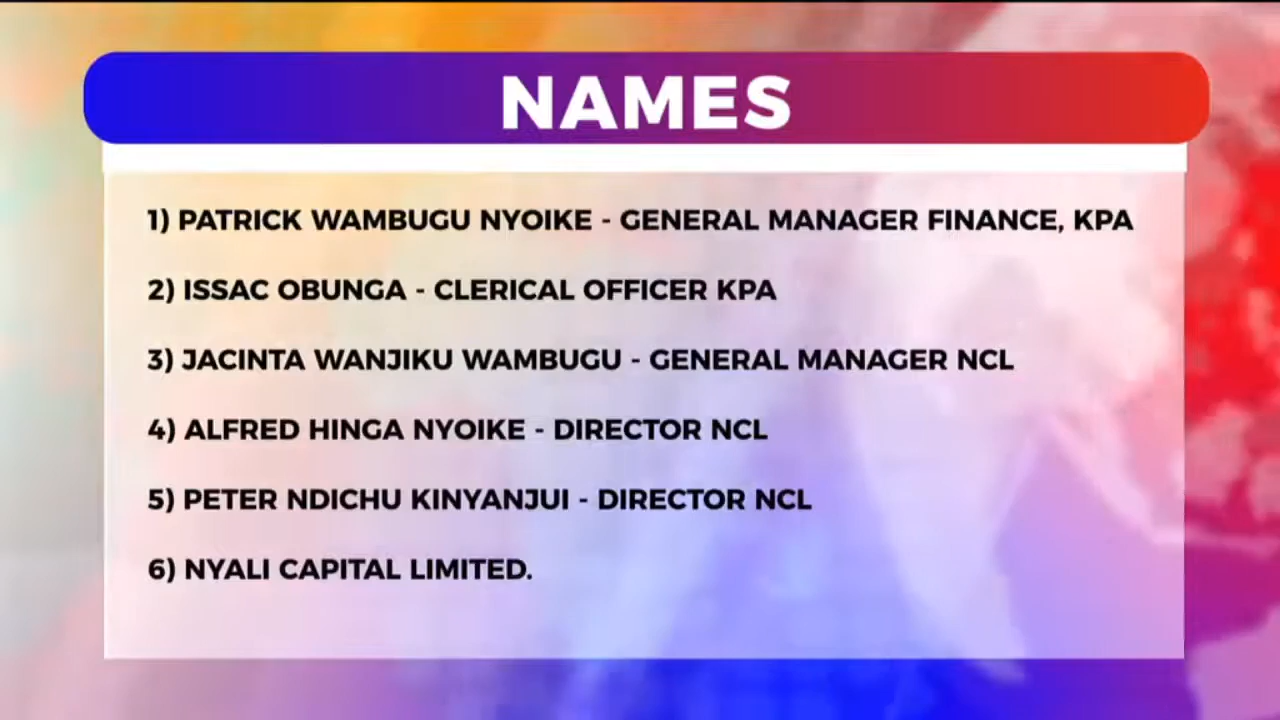 NAMES
1) PATRICK WAMBUGU NYOIKE - GENERAL MANAGER FINANCE, KPA
2) ISSAC OBUNGA - CLERICAL OFFICER KPA
3) JACINTA WANJIKU WAMBUGU - GENERAL MANAGER NCL
4) ALFRED HINGA NYOIKE - DIRECTOR NCL
5) PETER NDICHU KINYANJUI - DIRECTOR NCL
6) NYALI CAPITAL LIMITED.